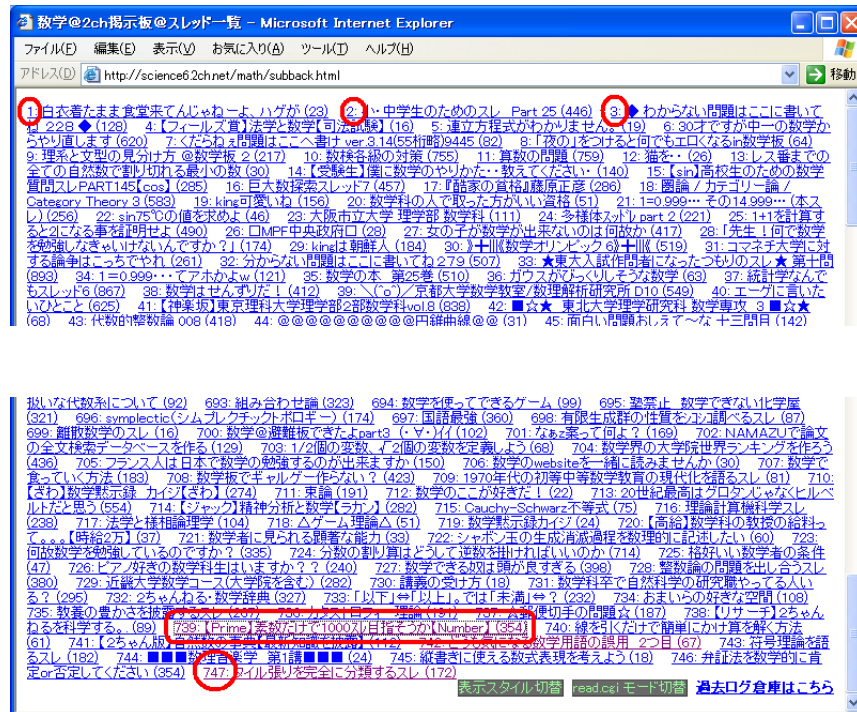 数学@2ch掲示板@スレッド一覧 - Microsoft Internet Explorer
ファイル(F) 編集(E) 表示(V) お気に入り(A) ツール(T) ヘルプ(H)
アドレス(D) http://science6.2ch.net/math/subback.html 移動
1: 白衣着たまま食堂来てんじゃねーよ、ハゲが (23) 2: 小・中学生のためのスレ Part 25 (446) 3: ◆ わからない問題はここに書いて
ね 228 ◆ (128) 4: 【フィールズ賞】法学と数学【司法試験】 (16) 5: 連立方程式がわかりません。 (19) 6: 30才ですが中一の数学か
らやり直します (620) 7: くだらねぇ問題はここへ書け ver.3.14(55桁略)9445 (82) 8: 「夜の」をつけると何でもエロくなるin数学板 (64)
9: 理系と文型の見分け方 @数学板 2 (217) 10: 数検各級の対策 (755) 11: 算数の問題 (759) 12: 猫を・・ (26) 13: レス番までの
全ての自然数で割り切れる最小の数 (30) 14: 【受験生】僕に数学のやりかた・・教えてください・ (140) 15: 【sin】高校生のための数学
質問スレPART145【cos】 (285) 16: 巨大数探索スレッド7 (457) 17: 『酷家の資格』藤原正彦 (286) 18: 圏論 / カテゴリー論 /
Category Theory 3 (583) 19: king可愛いね (156) 20: 数学科の人で取った方がいい資格 (51) 21: 1=0.999… その14.999… (本ス
レ) (256) 22: sin75℃の値を求めよ (46) 23: 大阪市立大学 理学部 数学科 (111) 24: 多様体スッドレ part 2 (221) 25: 1+1を計算す
ると2になる事を証明せよ (490) 26: □MPF中央政府□ (28) 27: 女の子が数学が出来ないのは何故か (417) 28: 「先生！何で数学
を勉強しなきゃいけないんですか？」 (174) 29: kingは朝鮮人 (184) 30: 数学オリンピック 6 (519) 31: コマネチ大学に対
する論争はこっちでやれ (261) 32: 分からない問題はここに書いてね279 (507) 33: ★東大入試作問者になったつもりのスレ★ 第十問
(893) 34: 1=0.999・・・てアホかよw (121) 35: 数学の本 第25巻 (510) 36: ガウスがびっくりしそうな数学 (63) 37: 統計学なんで
もスレッド6 (867) 38: 数学はせんずりだ！ (412) 39: ＼(^o^)／京都大学数学教室/数理解析研究所 D10 (549) 40: エーグに言いた
いひとこと (625) 41: 【神楽坂】東京理科大学理学部2部数学科vol.8 (838) 42: ■☆★ 東北大学理学研究科 数学専攻 3 ■☆★
(68) 43: 代数的整数論 008 (418) 44: @@@@@@@@@@円錐曲線@@ (31) 45: 面白い問題おしえて～な 十三問目 (142)
扱いな代数系について (92) 693: 組み合わせ論 (323) 694: 数学を使ってできるゲーム (99) 695: 塾禁止 数学できない化学屋
(321) 696: symplectic(シムプレクチックトポロギー) (174) 697: 国語最強 (360) 698: 有限生成群の性質をコツコツ調べるスレ (87)
699: 離散数学のスレ (16) 700: 数学@避難板できたよpart3 (・∀・)イイ (102) 701: なぁz案って何よ？ (169) 702: NAMAZUで論文
の全文検索データベースを作る (129) 703: 1/2個の変数、√2個の変数を定義しよう (68) 704: 数学界の大学院世界ランキングを作ろう
(436) 705: フランス人は日本で数学の勉強するのが出来ますか (150) 706: 数学のwebsiteを一緒に読みませんか (30) 707: 数学で
食っていく方法 (183) 708: 数学板でギャルゲー作らない？ (423) 709: 1970年代の初等中等数学教育の現代化を語るスレ (81) 710:
【ざわ】数学黙示録 カイジ【ざわ】 (274) 711: 束論 (191) 712: 数学のここが好きだ！ (22) 713: 20世紀最高はグロタンじゃなくヒルベ
ルトだと思う (554) 714: 【ジャック】精神分析と数学【ラカン】 (282) 715: Cauchy-Schwarz不等式 (75) 716: 理論計算機科学スレ
(238) 717: 法学と様相論理学 (104) 718: △ゲーム理論△ (51) 719: 数学黙示録カイジ (24) 720: 【高給】数学科の教授の給料っ
て。。。【時給2万】 (37) 721: 数学者に見られる顕著な能力 (33) 722: シャボン玉の生成消滅過程を数理的に記述したい (60) 723:
何故数学を勉強しているのですか？ (335) 724: 分数の割り算はどうして逆数を掛ければいいのか (714) 725: 格好いい数学者の条件
(47) 726: ピアノ好きの数学科生はいますか？？ (240) 727: 数学できる奴は頭が良すぎる (398) 728: 整数論の問題を出し合うスレ
(380) 729: 近畿大学数学コース(大学院を含む) (282) 730: 講義の受け方 (18) 731: 数学科卒で自然科学の研究職やってる人い
る？ (295) 732: 2ちゃんねる・数学辞典 (327) 733: 「以下」⇔「以上」。では「未満」⇔？ (232) 734: おまいらの好きな空間 (108)
735: 教養の豊かさを披露するスレ (207) 736: カタストロフィー理論 (191) 737: 人郵便切手の問題☆ (187) 738: 【リサーチ】2ちゃん
ねるを科学する。 (89) 739: 【Prime】素数だけで1000スレ目指そうか【Number】 (354) 740: 線を引くだけで簡単にかけ算を解く方法
(61) 741: 【2ちゃん版】自然数の事典【最新知識を披露】 (112) 742: どうも気になる数学用語の誤用 2つ目 (67) 743: 符号理論を語
るスレ (182) 744: ■■■数理音楽学 第1講■■■ (24) 745: 縦書きに使える数式表現を考えよう (18) 746: 弁証法を数学的に肯
定or否定してください (354) 747: タイル張りを完全に分類するスレ (172)
表示スタイル切替 read.cgi モード切替 過去ログ倉庫はこちら